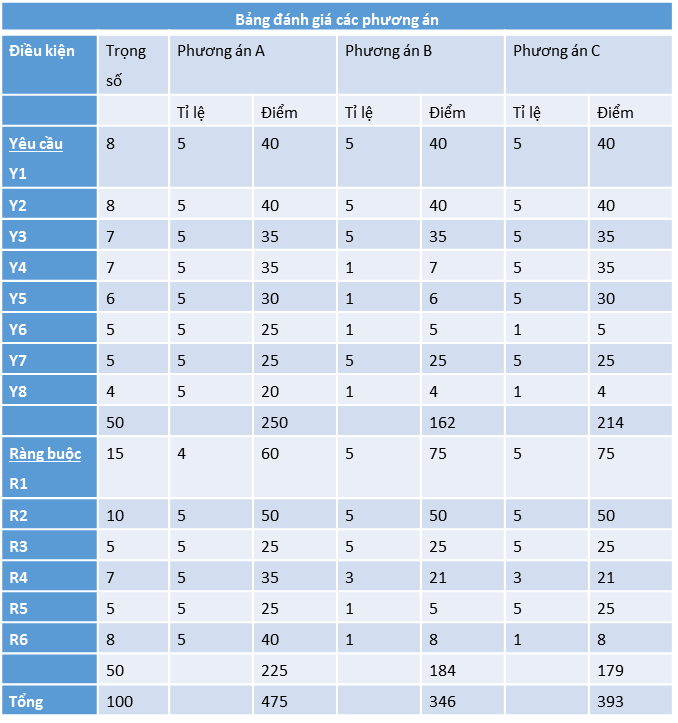 Bảng đánh giá các phương án
Điều kiện Trọng số Phương án A Phương án B Phương án C
Tỉ lệ Điểm Tỉ lệ Điểm Tỉ lệ Điểm
Yêu cầu
Y1 8 5 40 5 40 5 40
Y2 8 5 40 5 40 5 40
Y3 7 5 35 5 35 5 35
Y4 7 5 35 1 7 5 35
Y5 6 5 30 1 6 5 30
Y6 5 5 25 1 5 1 5
Y7 5 5 25 5 25 5 25
Y8 4 5 20 1 4 1 4
50 250 162 214
Ràng buộc
R1 15 4 60 5 75 5 75
R2 10 5 50 5 50 5 50
R3 5 5 25 5 25 5 25
R4 7 5 35 3 21 3 21
R5 5 5 25 1 5 5 25
R6 8 5 40 1 8 1 8
50 225 184 179
Tổng 100 475 346 393